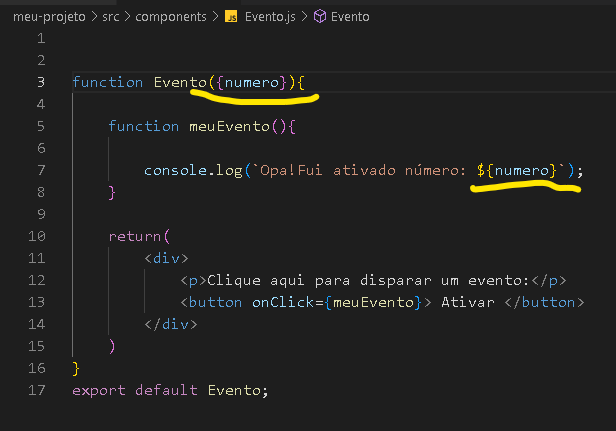 meu-projeto > src > components > JS Evento.js > Evento
1
2
3 function Evento({numero}){
4
5 function meuEvento(){
6
7 console.log(`Opa!Fui ativado número: ${numero}`);
8 }
9
10 return(
11 <div>
12 <p>Clique aqui para disparar um evento:</p>
13 <button onClick={meuEvento}> Ativar </button>
14 </div>
15 )
16 }
17 export default Evento;